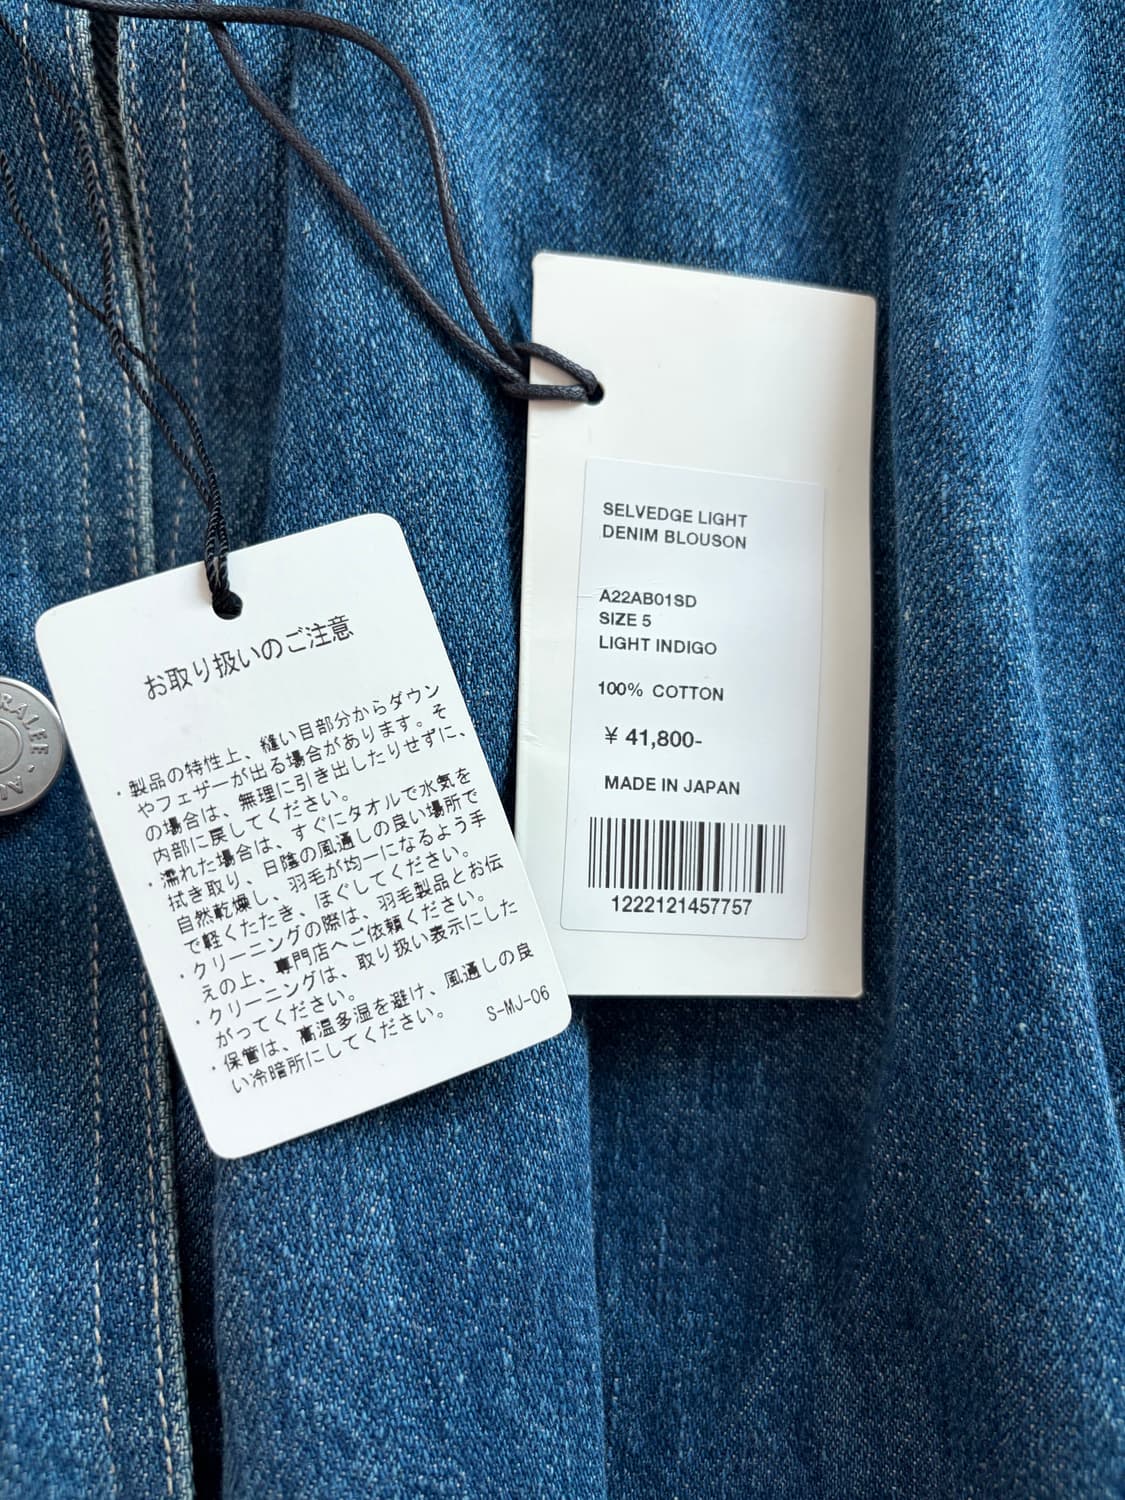 お取り扱いのご注意
・製品の特性上、縫い目部分からダウン
やフェザーが出る場合があります。そ
の場合は、無理に引き出したりせずに、
内部に戻してください。
・濡れた場合は、すぐにタオルで水気を
拭き取り、日陰の風通しの良い場所で
自然乾燥し、羽毛が均一になるよう手
で軽くたたき、ほぐしてください。
・クリーニングの際は、羽毛製品とお伝
えの上、専門店へご依頼ください。
・クリーニングは、取り扱い表示にした
がってください。
・保管は、高温多湿を避け、風通しの良
い冷暗所にしてください。
S-MJ-06
SELVEDGE LIGHT
DENIM BLOUSON
A22AB01SD
SIZE 5
LIGHT INDIGO
100% COTTON
¥ 41,800-
MADE IN JAPAN
1222121457757